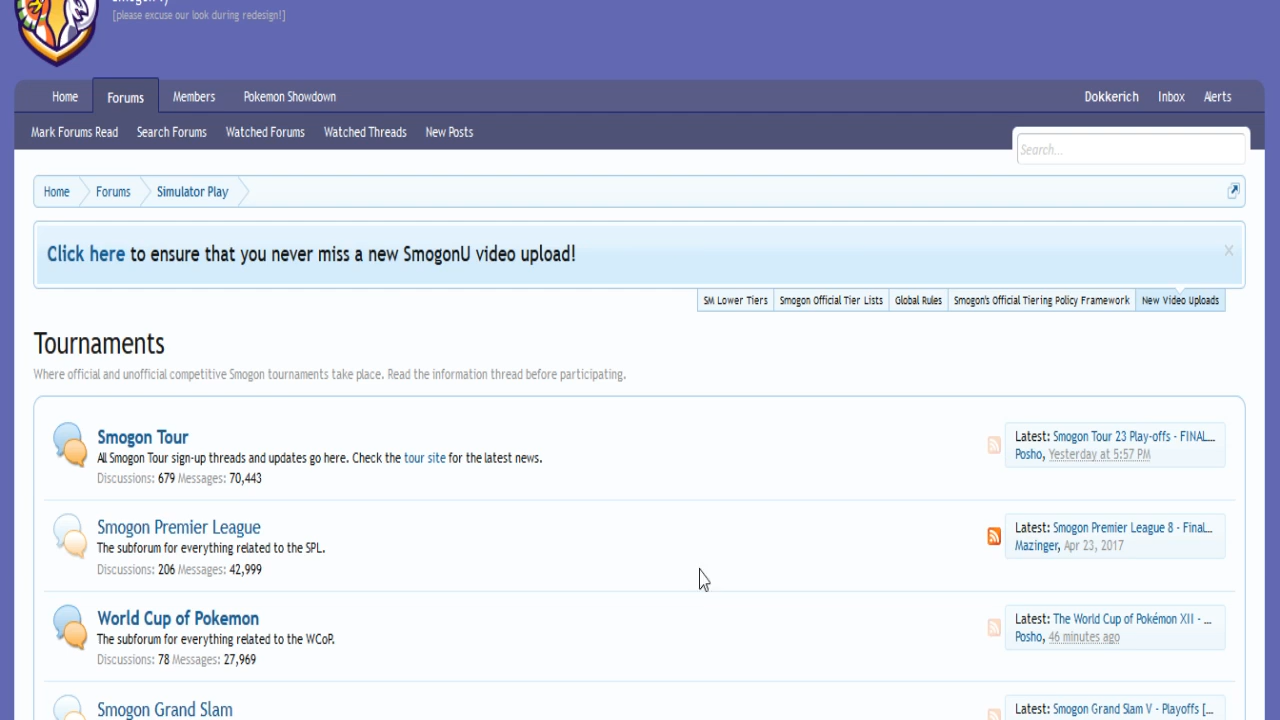 [please excuse our look during redesign!]
Home Forums Members Pokemon Showdown Dokkerich Inbox Alerts
Mark Forums Read Search Forums Watched Forums Watched Threads New Posts
Search...
Home Forums Simulator Play
Click here to ensure that you never miss a new SmogonU video upload!
SM Lower Tiers Smogon Official Tier Lists Global Rules Smogon's Official Tiering Policy Framework New Video Uploads
Tournaments
Where official and unofficial competitive Smogon tournaments take place. Read the information thread before participating.
Smogon Tour
All Smogon Tour sign-up threads and updates go here. Check the tour site for the latest news.
Discussions: 679 Messages: 70,443
Latest: Smogon Tour 23 Play-offs - FINAL...
Posho, Yesterday at 5:57 PM
Smogon Premier League
The subforum for everything related to the SPL.
Discussions: 206 Messages: 42,999
Latest: Smogon Premier League 8 - Final...
Mazinger, Apr 23, 2017
World Cup of Pokemon
The subforum for everything related to the WCoP.
Discussions: 78 Messages: 27,969
Latest: The World Cup of Pokémon XII - ...
Posho, 46 minutes ago
Smogon Grand Slam
Latest: Smogon Grand Slam V - Playoffs [...